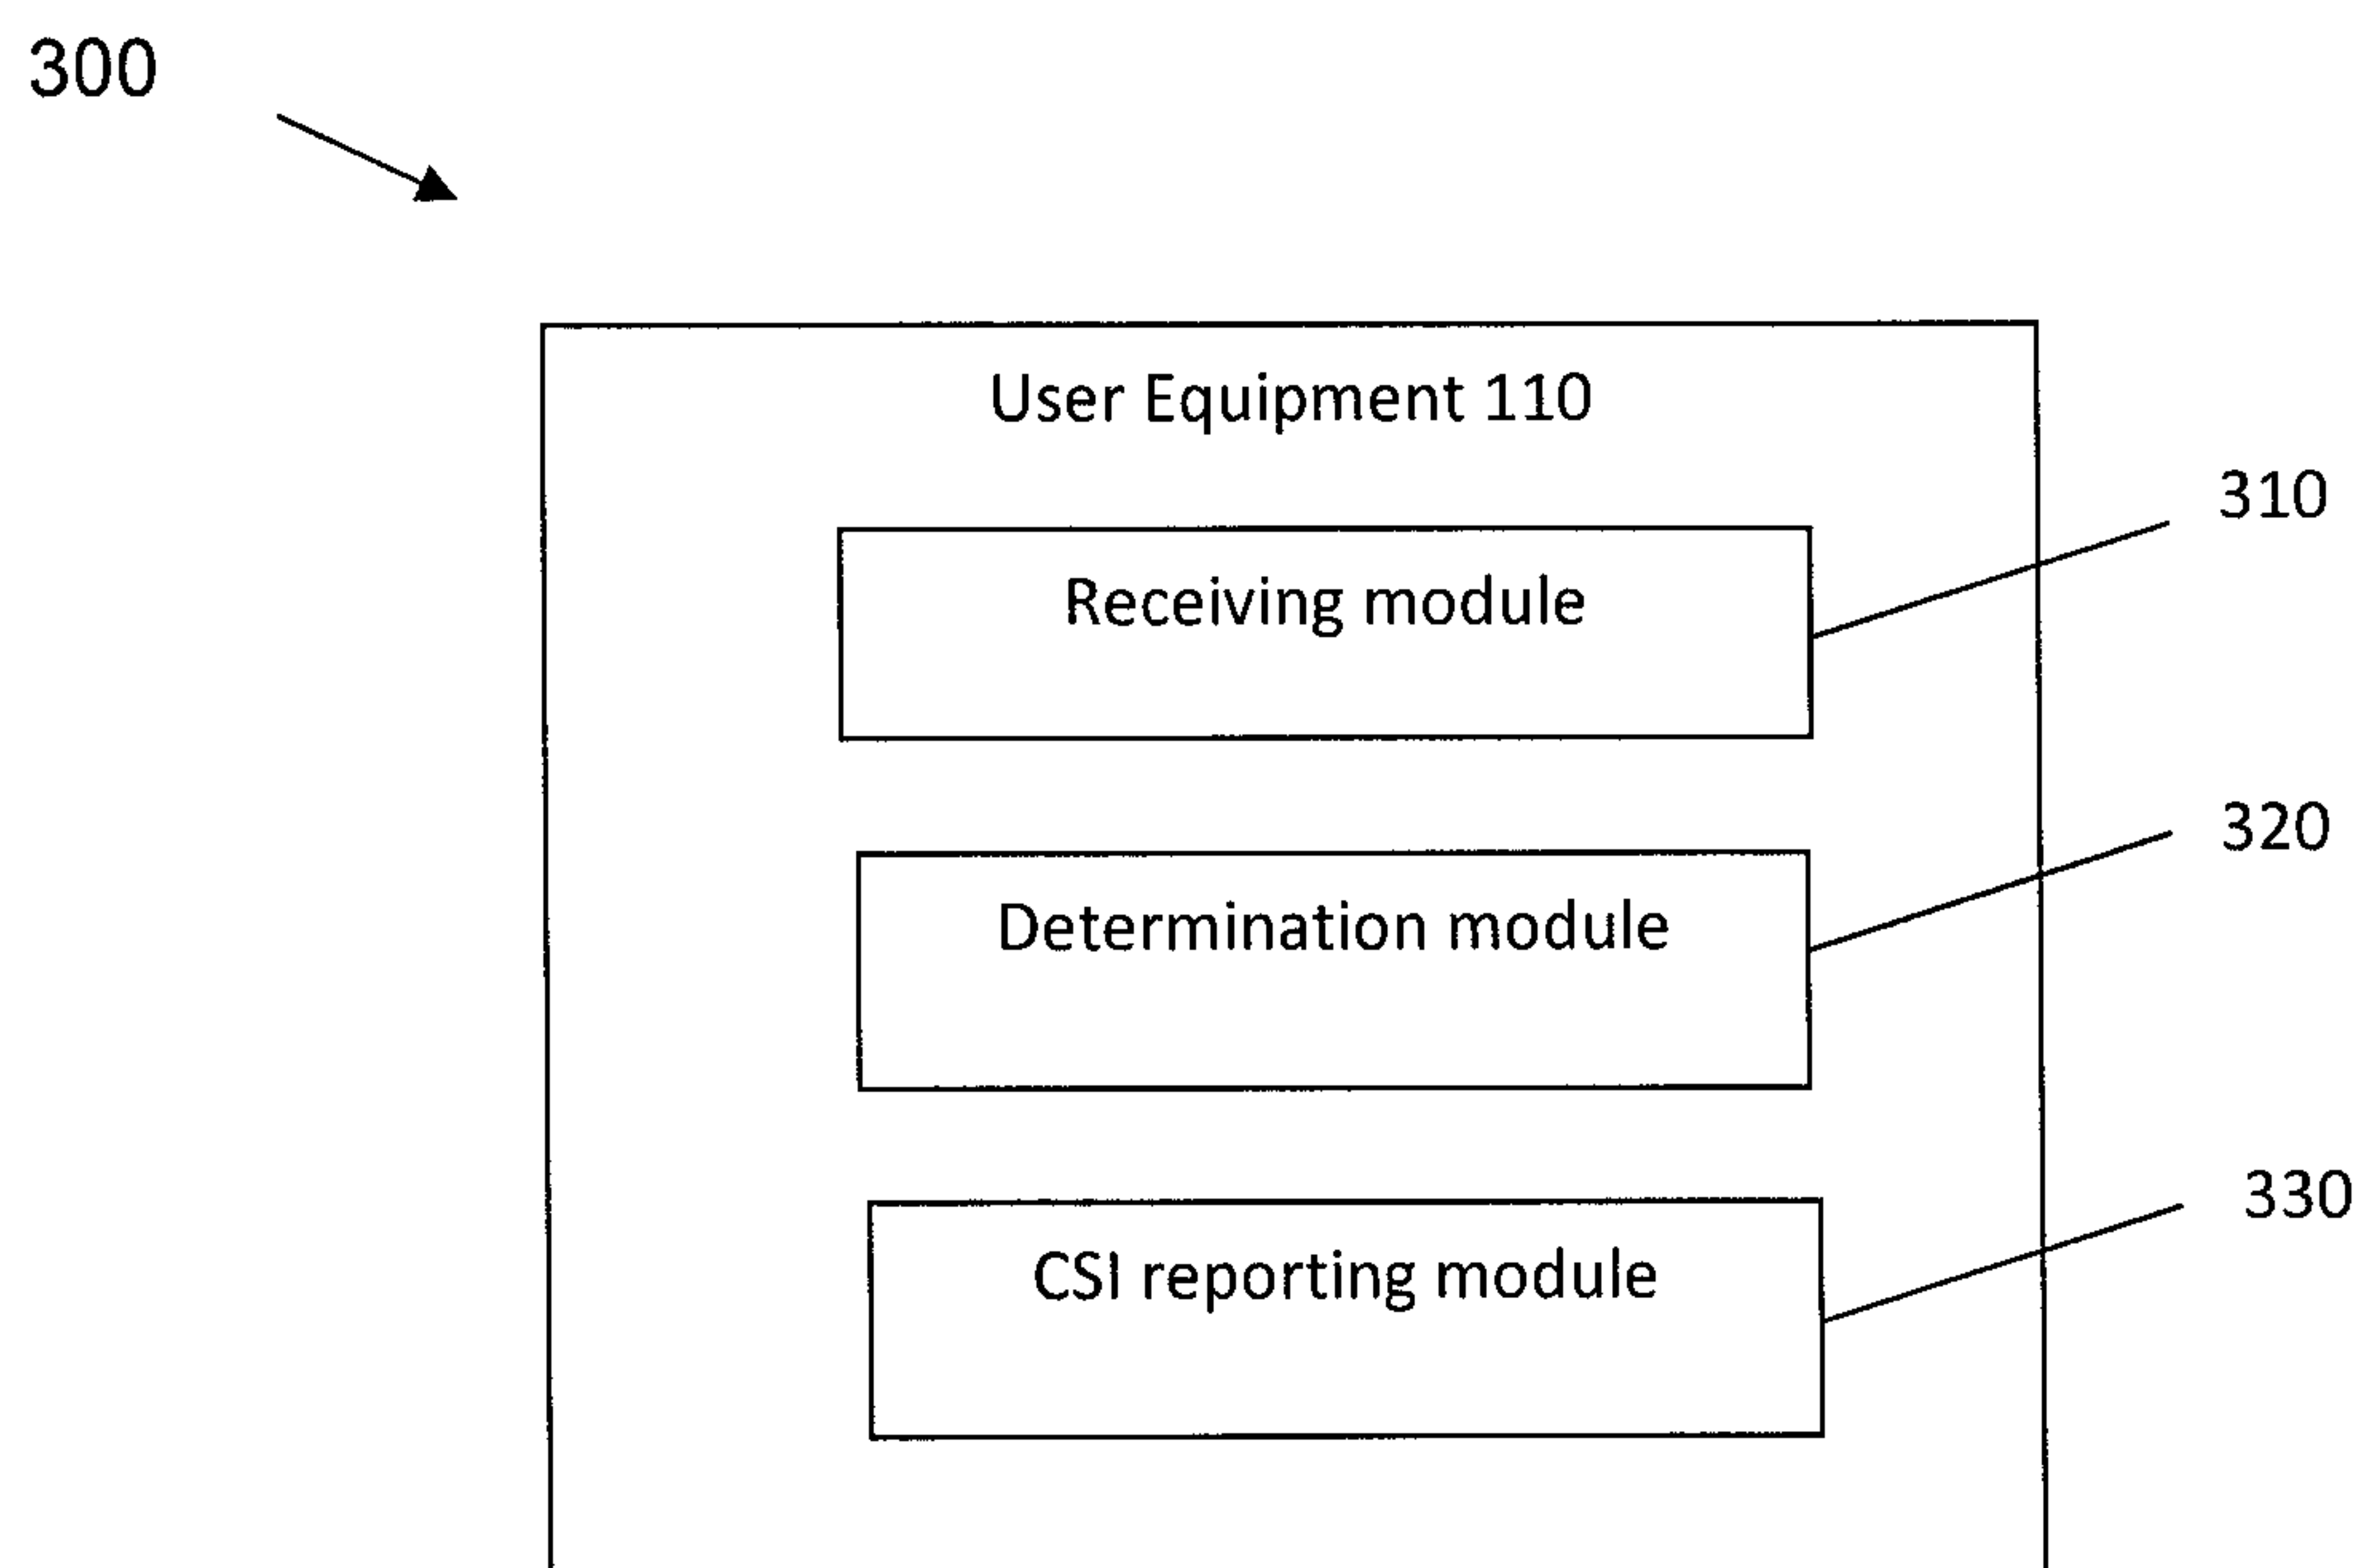 300
User Equipment 110
310
Receiving module
320
Determination module
330
CSI reporting module